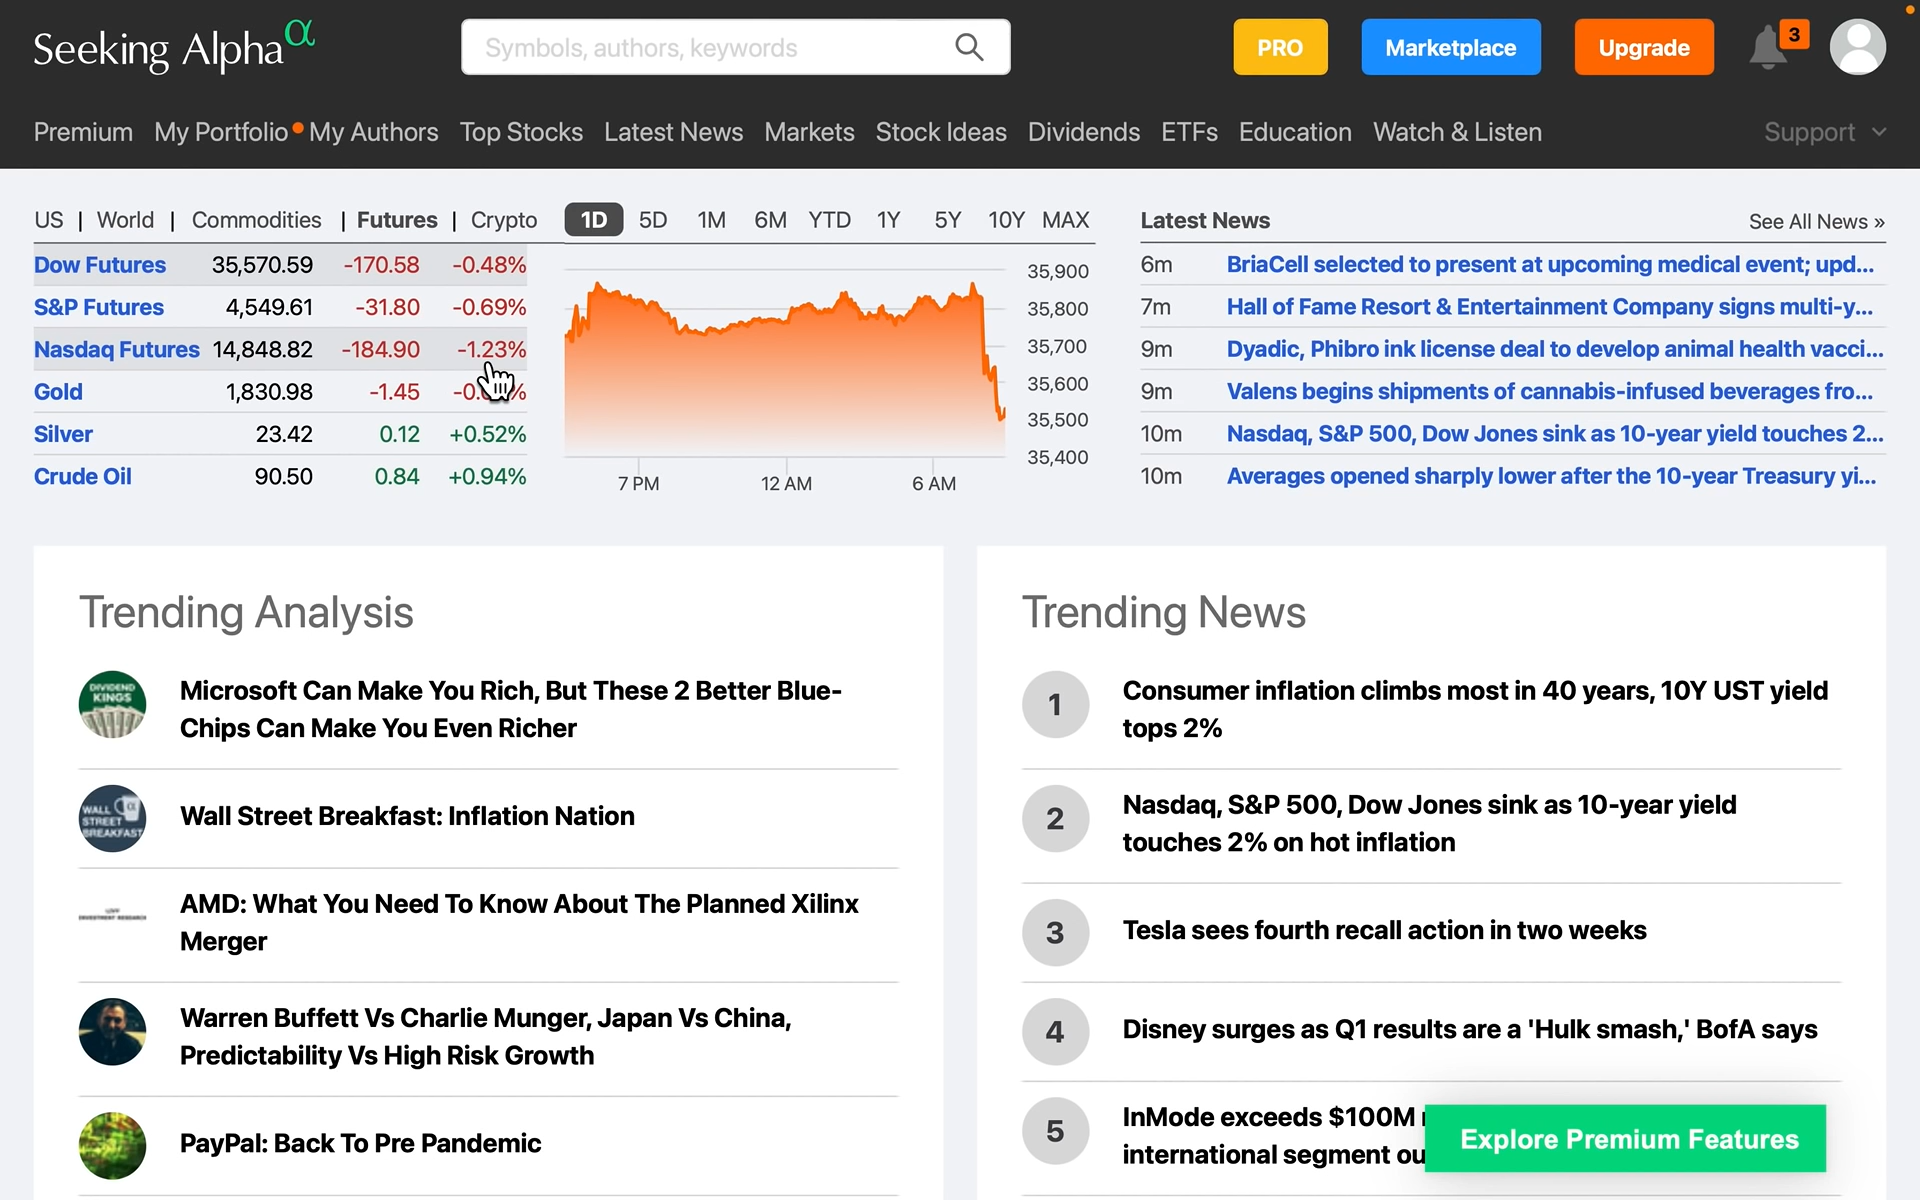 Seeking Alpha α
Symbols, authors, keywords
PRO
Marketplace
Upgrade
3
Premium My Portfolio My Authors Top Stocks Latest News Markets Stock Ideas Dividends ETFs Education Watch & Listen Support
US | World | Commodities | Futures | Crypto
Dow Futures 35,570.59 -170.58 -0.48%
S&P Futures 4,549.61 -31.80 -0.69%
Nasdaq Futures 14,848.82 -184.90 -1.23%
Gold 1,830.98 -1.45
Silver 23.42 0.12 +0.52%
Crude Oil 90.50 0.84 +0.94%
1D 5D 1M 6M YTD 1Y 5Y 10Y MAX
35,900
35,800
35,700
35,600
35,500
35,400
7 PM 12 AM 6 AM
Latest News See All News »
6m BriaCell selected to present at upcoming medical event; upd...
7m Hall of Fame Resort & Entertainment Company signs multi-y...
9m Dyadic, Phibro ink license deal to develop animal health vacci...
9m Valens begins shipments of cannabis-infused beverages fro...
10m Nasdaq, S&P 500, Dow Jones sink as 10-year yield touches 2...
10m Averages opened sharply lower after the 10-year Treasury yi...
Trending Analysis
DIVIDEND
KINGS
Microsoft Can Make You Rich, But These 2 Better Blue-
Chips Can Make You Even Richer
WALL
STREET
BREAKFAST
Wall Street Breakfast: Inflation Nation
AMD: What You Need To Know About The Planned Xilinx
Merger
Warren Buffett Vs Charlie Munger, Japan Vs China,
Predictability Vs High Risk Growth
PayPal: Back To Pre Pandemic
Trending News
1 Consumer inflation climbs most in 40 years, 10Y UST yield
tops 2%
2 Nasdaq, S&P 500, Dow Jones sink as 10-year yield
touches 2% on hot inflation
3 Tesla sees fourth recall action in two weeks
4 Disney surges as Q1 results are a 'Hulk smash,' BofA says
5 InMode exceeds $100M
international segment
Explore Premium Features